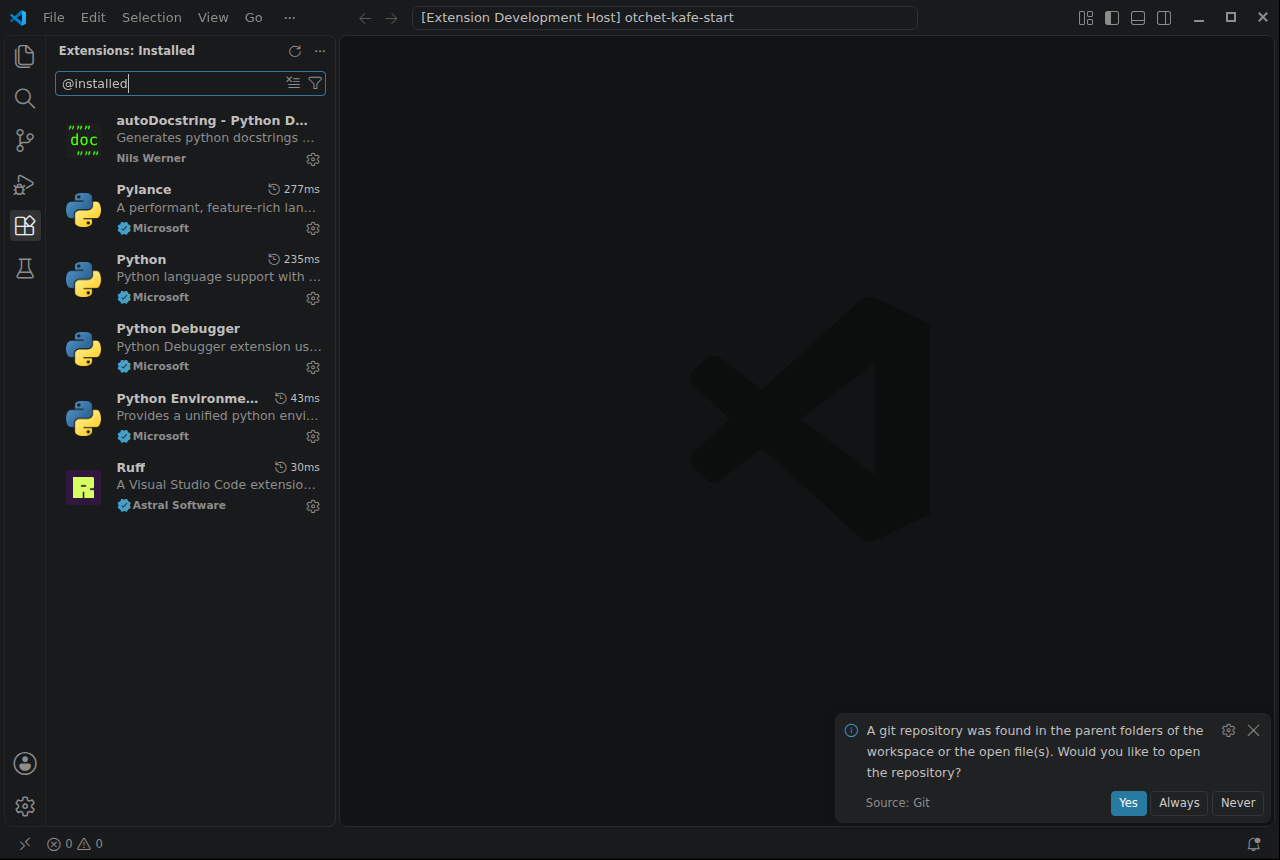 File Edit Selection View Go ···
[Extension Development Host] otchet-kafe-start
Extensions: Installed
@installed
autoDocstring - Python D...
Generates python docstrings ...
Nils Werner
Pylance 277ms
A performant, feature-rich lan...
Microsoft
Python 235ms
Python language support with ...
Microsoft
Python Debugger
Python Debugger extension us...
Microsoft
Python Environme... 43ms
Provides a unified python envi...
Microsoft
Ruff 30ms
A Visual Studio Code extensio...
Astral Software
"""
doc
"""
A git repository was found in the parent folders of the
workspace or the open file(s). Would you like to open
the repository?
Source: Git Yes Always Never
0 0